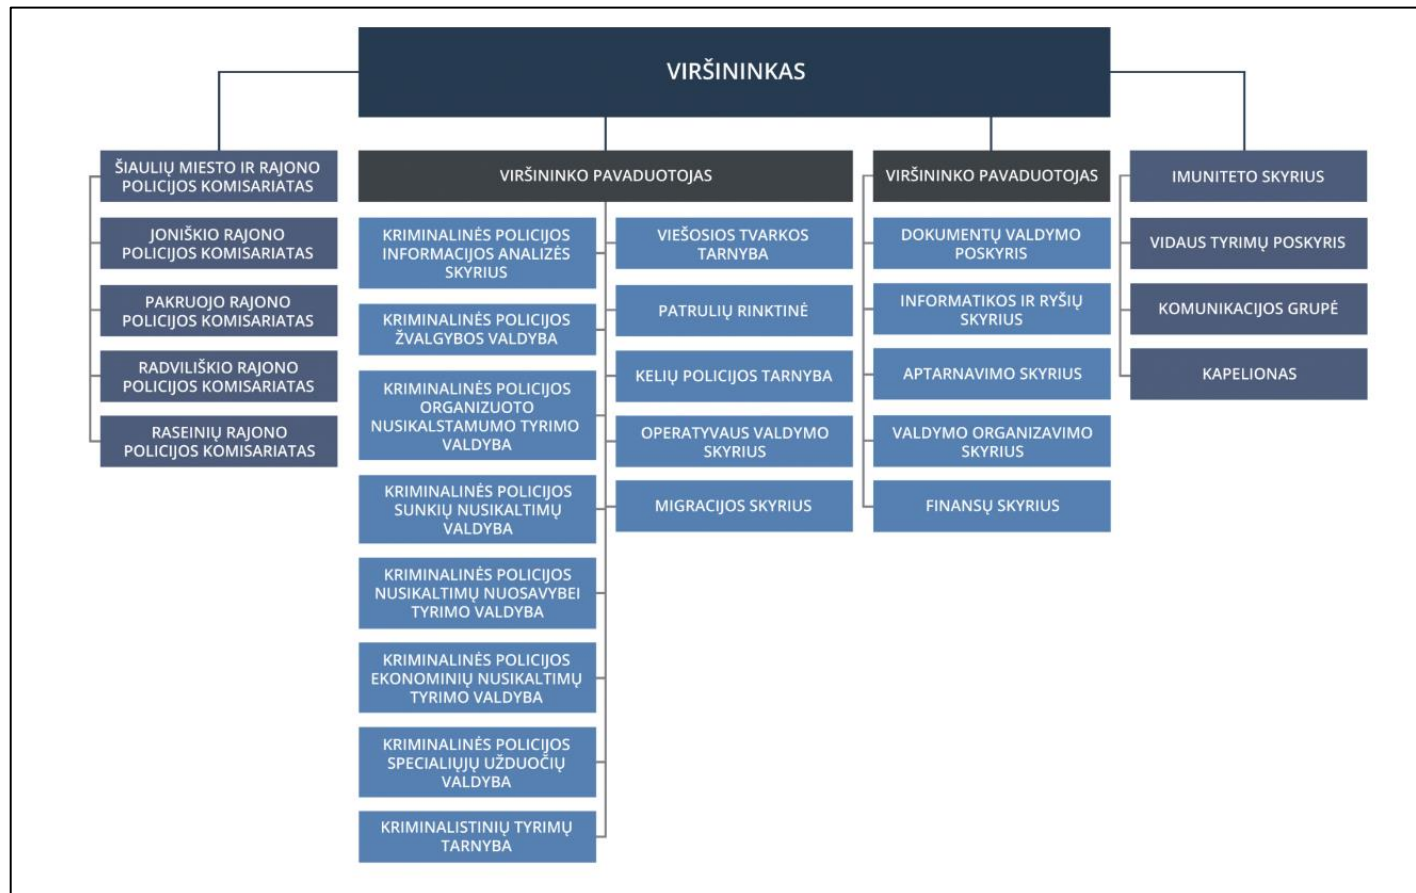 VIRŠININKAS
ŠIAULIŲ MIESTO IR RAJONO
POLICIJOS KOMISARIATAS
JONIŠKIO RAJONO
POLICIJOS KOMISARIATAS
PAKRUOJO RAJONO
POLICIJOS KOMISARIATAS
RADVILIŠKIO RAJONO
POLICIJOS KOMISARIATAS
RASEINIŲ RAJONO
POLICIJOS KOMISARIATAS
VIRŠININKO PAVADUOTOJAS
KRIMINALINĖS POLICIJOS
INFORMACIJOS ANALIZĖS
SKYRIUS
KRIMINALINĖS POLICIJOS
ŽVALGYBOS VALDYBA
KRIMINALINĖS POLICIJOS
ORGANIZUOTO
NUSIKALSTAMUMO TYRIMO
VALDYBA
KRIMINALINĖS POLICIJOS
SUNKIŲ NUSIKALTIMŲ
VALDYBA
KRIMINALINĖS POLICIJOS
NUSIKALTIMŲ NUOSAVYBEI
TYRIMO VALDYBA
KRIMINALINĖS POLICIJOS
EKONOMINIŲ NUSIKALTIMŲ
TYRIMO VALDYBA
KRIMINALINĖS POLICIJOS
SPECIALIŲJŲ UŽDUOČIŲ
VALDYBA
KRIMINALISTINIŲ TYRIMŲ
TARNYBA
VIEŠOSIOS TVARKOS
TARNYBA
PATRULIŲ RINKTINĖ
KELIŲ POLICIJOS TARNYBA
OPERATYVAUS VALDYMO
SKYRIUS
MIGRACIJOS SKYRIUS
VIRŠININKO PAVADUOTOJAS
DOKUMENTŲ VALDYMO
POSKYRIS
INFORMATIKOS IR RYŠIŲ
SKYRIUS
APTARNAVIMO SKYRIUS
VALDYMO ORGANIZAVIMO
SKYRIUS
FINANSŲ SKYRIUS
IMUNITETO SKYRIUS
VIDAUS TYRIMŲ POSKYRIS
KOMUNIKACIJOS GRUPĖ
KAPELIONAS